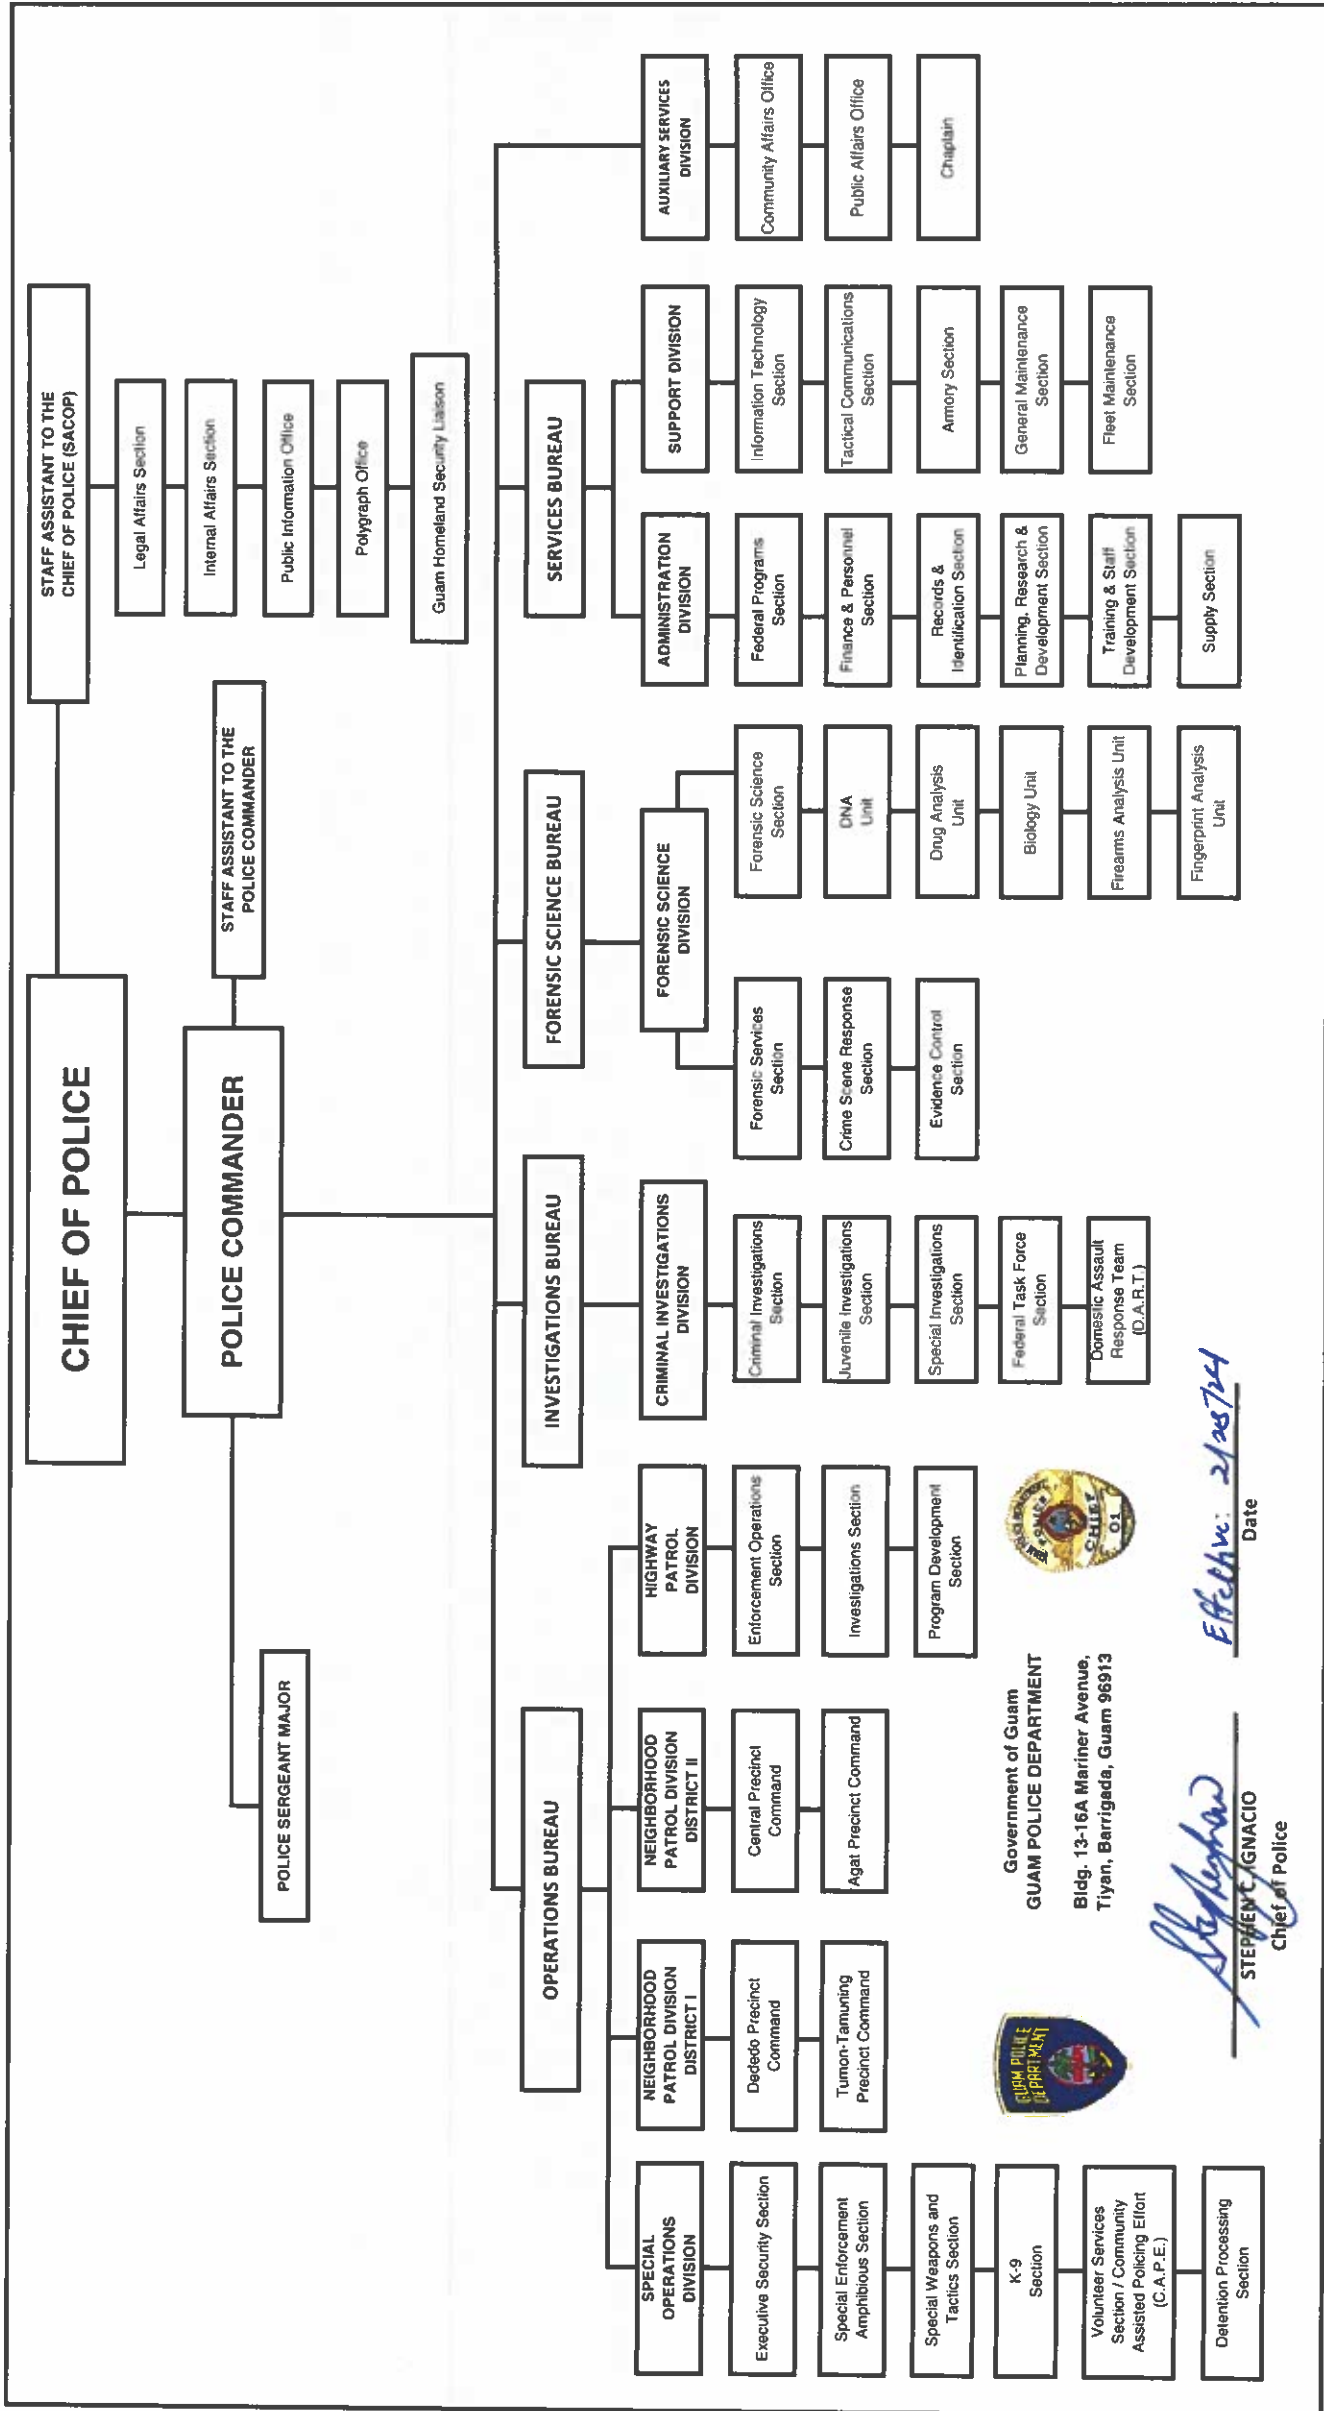 CHIEF OF POLICE
STAFF ASSISTANT TO THE
CHIEF OF POLICE (SACOP)
Legal Affairs Section
Internal Affairs Section
Public Information Office
Polygraph Office
Guam Homeland Security Liaison
POLICE COMMANDER
STAFF ASSISTANT TO THE
POLICE COMMANDER
POLICE SERGEANT MAJOR
OPERATIONS BUREAU
INVESTIGATIONS BUREAU
FORENSIC SCIENCE BUREAU
SERVICES BUREAU
SPECIAL
OPERATIONS
DIVISION
Executive Security Section
Special Enforcement
Amphibious Section
Special Weapons and
Tactics Section
K-9
Section
Volunteer Services
Section / Community
Assisted Policing Effort
(C.A.P.E.)
Detention Processing
Section
NEIGHBORHOOD
PATROL DIVISION
DISTRICT I
Dededo Precinct
Command
Tumon-Tamuning
Precinct Command
NEIGHBORHOOD
PATROL DIVISION
DISTRICT II
Central Precinct
Command
Agat Precinct Command
HIGHWAY
PATROL
DIVISION
Enforcement Operations
Section
Investigations Section
Program Development
Section
CRIMINAL INVESTIGATIONS
DIVISION
Criminal Investigations
Section
Juvenile Investigations
Section
Special Investigations
Section
Federal Task Force
Section
Domestic Assault
Response Team
(D.A.R.T.)
FORENSIC SCIENCE
DIVISION
Forensic Services
Section
Crime Scene Response
Section
Evidence Control
Section
Forensic Science
Section
DNA
Unit
Drug Analysis
Unit
Biology Unit
Firearms Analysis Unit
Fingerprint Analysis
Unit
ADMINISTRATION
DIVISION
Federal Programs
Section
Finance & Personnel
Section
Records &
Identification Section
Planning, Research &
Development Section
Training & Staff
Development Section
Supply Section
SUPPORT DIVISION
Information Technology
Section
Tactical Communications
Section
Armory Section
General Maintenance
Section
Fleet Maintenance
Section
AUXILIARY SERVICES
DIVISION
Community Affairs Office
Public Affairs Office
Chaplain
GUAM POLICE
DEPARTMENT
Government of Guam
GUAM POLICE DEPARTMENT
Bldg. 13-16A Mariner Avenue,
Tiyan, Barrigada, Guam 96913
CHIEF
01
STEPHEN C. IGNACIO
Chief of Police
Effective:
Date